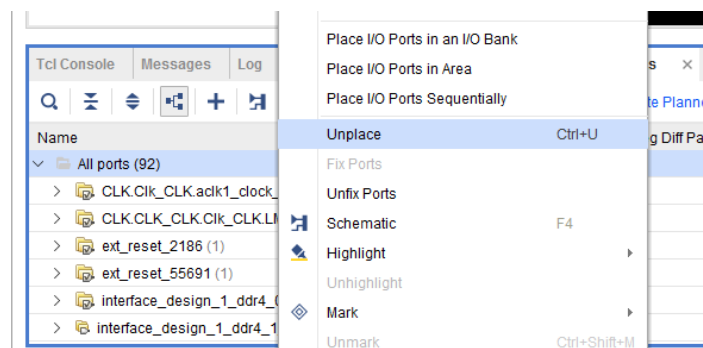 Place I/O Ports in an I/O Bank
Tcl Console Messages Log
Place I/O Ports in Area
s ×
Place I/O Ports Sequentially
te Planne
Name
Unplace Ctrl+U
g Diff Pa
All ports (92)
Fix Ports
CLK.Clk_CLK.aclk1_clock_
Unfix Ports
CLK.CLK_CLK.Clk_CLK.LM
Schematic F4
ext_reset_2186 (1)
Highlight
ext_reset_55691 (1)
Unhighlight
interface_design_1_ddr4_0
Mark
interface_design_1_ddr4_1
Unmark Ctrl+Shift+M